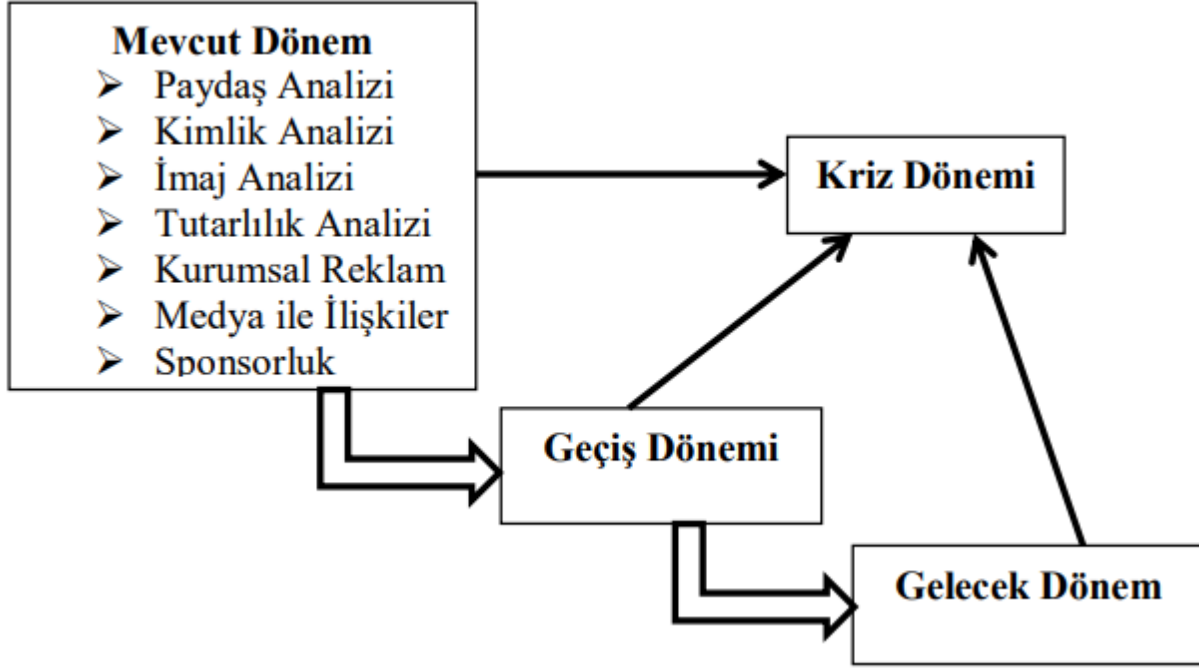 Mevcut Dönem
➢ Paydaş Analizi
➢ Kimlik Analizi
➢ İmaj Analizi
➢ Tutarlılık Analizi
➢ Kurumsal Reklam
➢ Medya ile İlişkiler
➢ Sponsorluk
Kriz Dönemi
Geçiş Dönemi
Gelecek Dönem